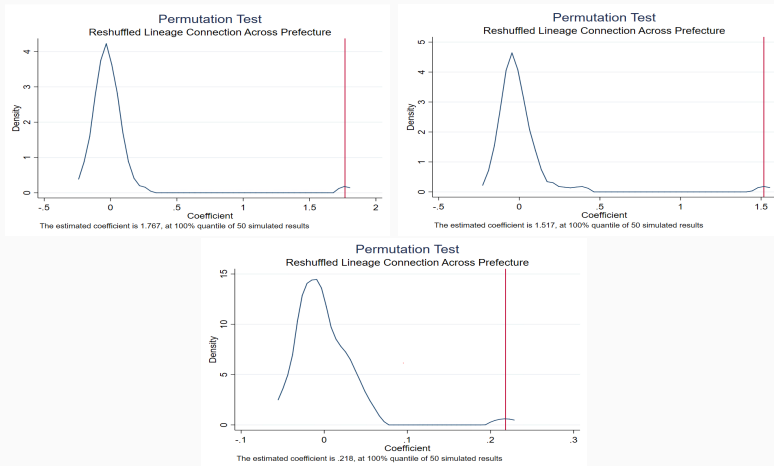 Permutation Test
Reshuffled Lineage Connection Across Prefecture
Density
4
3
2
1
0
-.5
0
.5
1
1.5
2
Coefficient
The estimated coefficient is 1.767, at 100% quantile of 50 simulated results
Permutation Test
Reshuffled Lineage Connection Across Prefecture
Density
5
4
3
2
1
0
-.5
0
.5
1
1.5
Coefficient
The estimated coefficient is 1.517, at 100% quantile of 50 simulated results
Permutation Test
Reshuffled Lineage Connection Across Prefecture
Density
15
10
5
0
-.1
0
.1
.2
.3
Coefficient
The estimated coefficient is .218, at 100% quantile of 50 simulated results